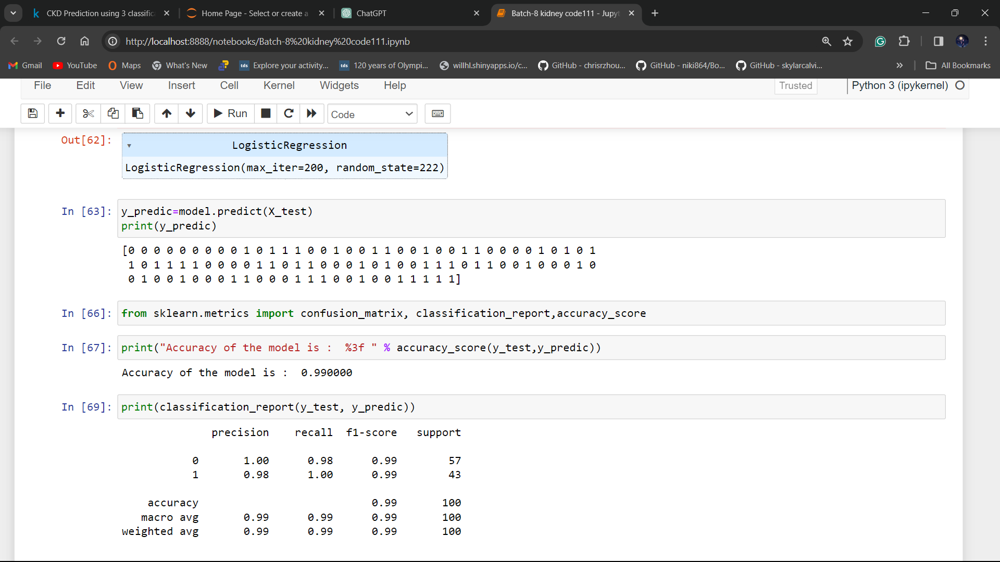 CKD Prediction using 3 classific
Home Page - Select or create a
ChatGPT
Batch-8 kidney code111 - Jupyt
http://localhost:8888/notebooks/Batch-8%20kidney%20code111.ipynb
Gmail
YouTube
Maps
What's New
tds Explore your activity...
tds 120 years of Olympi...
willhl.shinyapps.io/c...
GitHub - chrisrzhou...
GitHub - niki864/Bo...
GitHub - skylarcalvi...
All Bookmarks
File Edit View Insert Cell Kernel Widgets Help
Trusted
Python 3 (ipykernel)
Run
Code
Out[62]:
LogisticRegression
LogisticRegression(max_iter=200, random_state=222)
In [63]: y_predic=model.predict(X_test)
print(y_predic)
[0 0 0 0 0 0 0 0 0 1 0 1 1 1 0 0 1 0 0 1 1 0 0 1 0 0 1 1 0 0 0 0 1 0 1 0 1
1 0 1 1 1 1 0 0 0 0 1 1 0 1 1 0 0 0 1 0 1 0 0 1 1 1 0 1 1 0 0 1 0 0 0 1 0
0 1 0 0 1 0 0 0 1 1 0 0 0 1 1 1 0 0 1 0 0 1 1 1 1 1]
In [66]: from sklearn.metrics import confusion_matrix, classification_report,accuracy_score
In [67]: print("Accuracy of the model is :  %3f " % accuracy_score(y_test,y_predic))
Accuracy of the model is :  0.990000
In [69]: print(classification_report(y_test, y_predic))
precision recall f1-score support
0 1.00 0.98 0.99 57
1 0.98 1.00 0.99 43
accuracy 0.99 100
macro avg 0.99 0.99 0.99 100
weighted avg 0.99 0.99 0.99 100